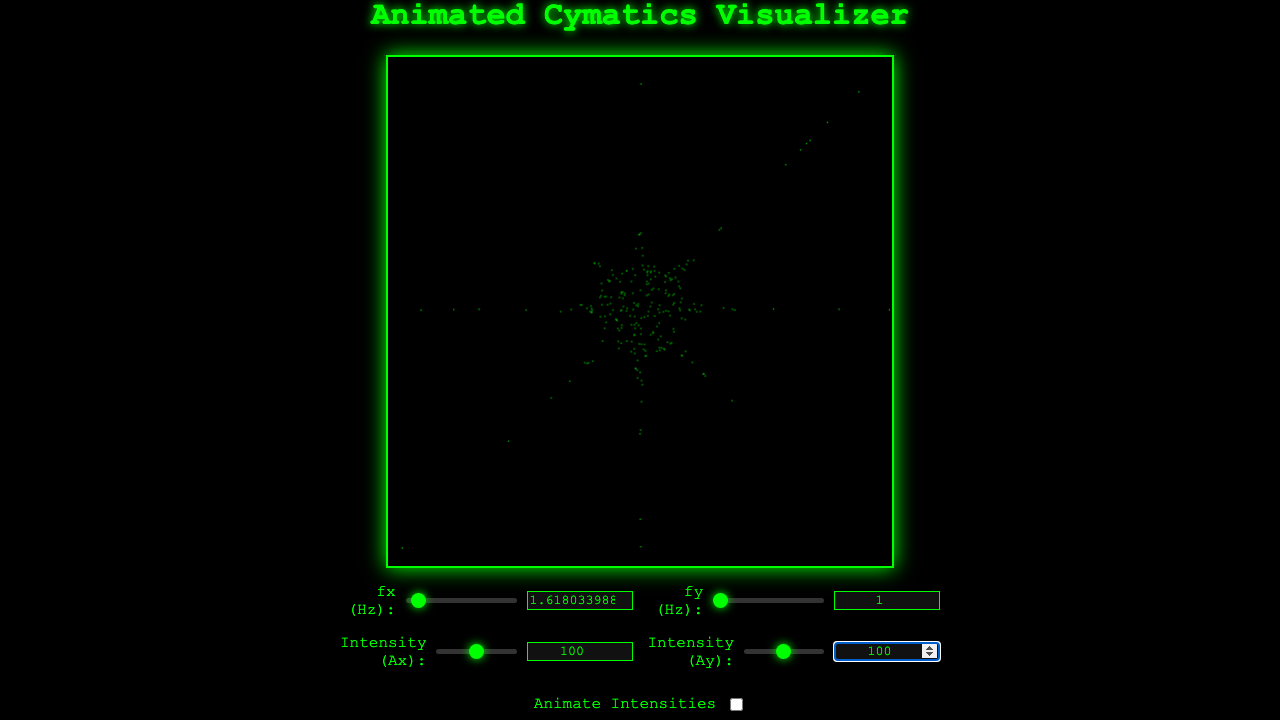 Animated Cymatics Visualizer
fx (Hz): 1.618033988 fy (Hz): 1
Intensity (Ax): 100 Intensity (Ay): 100
Animate Intensities